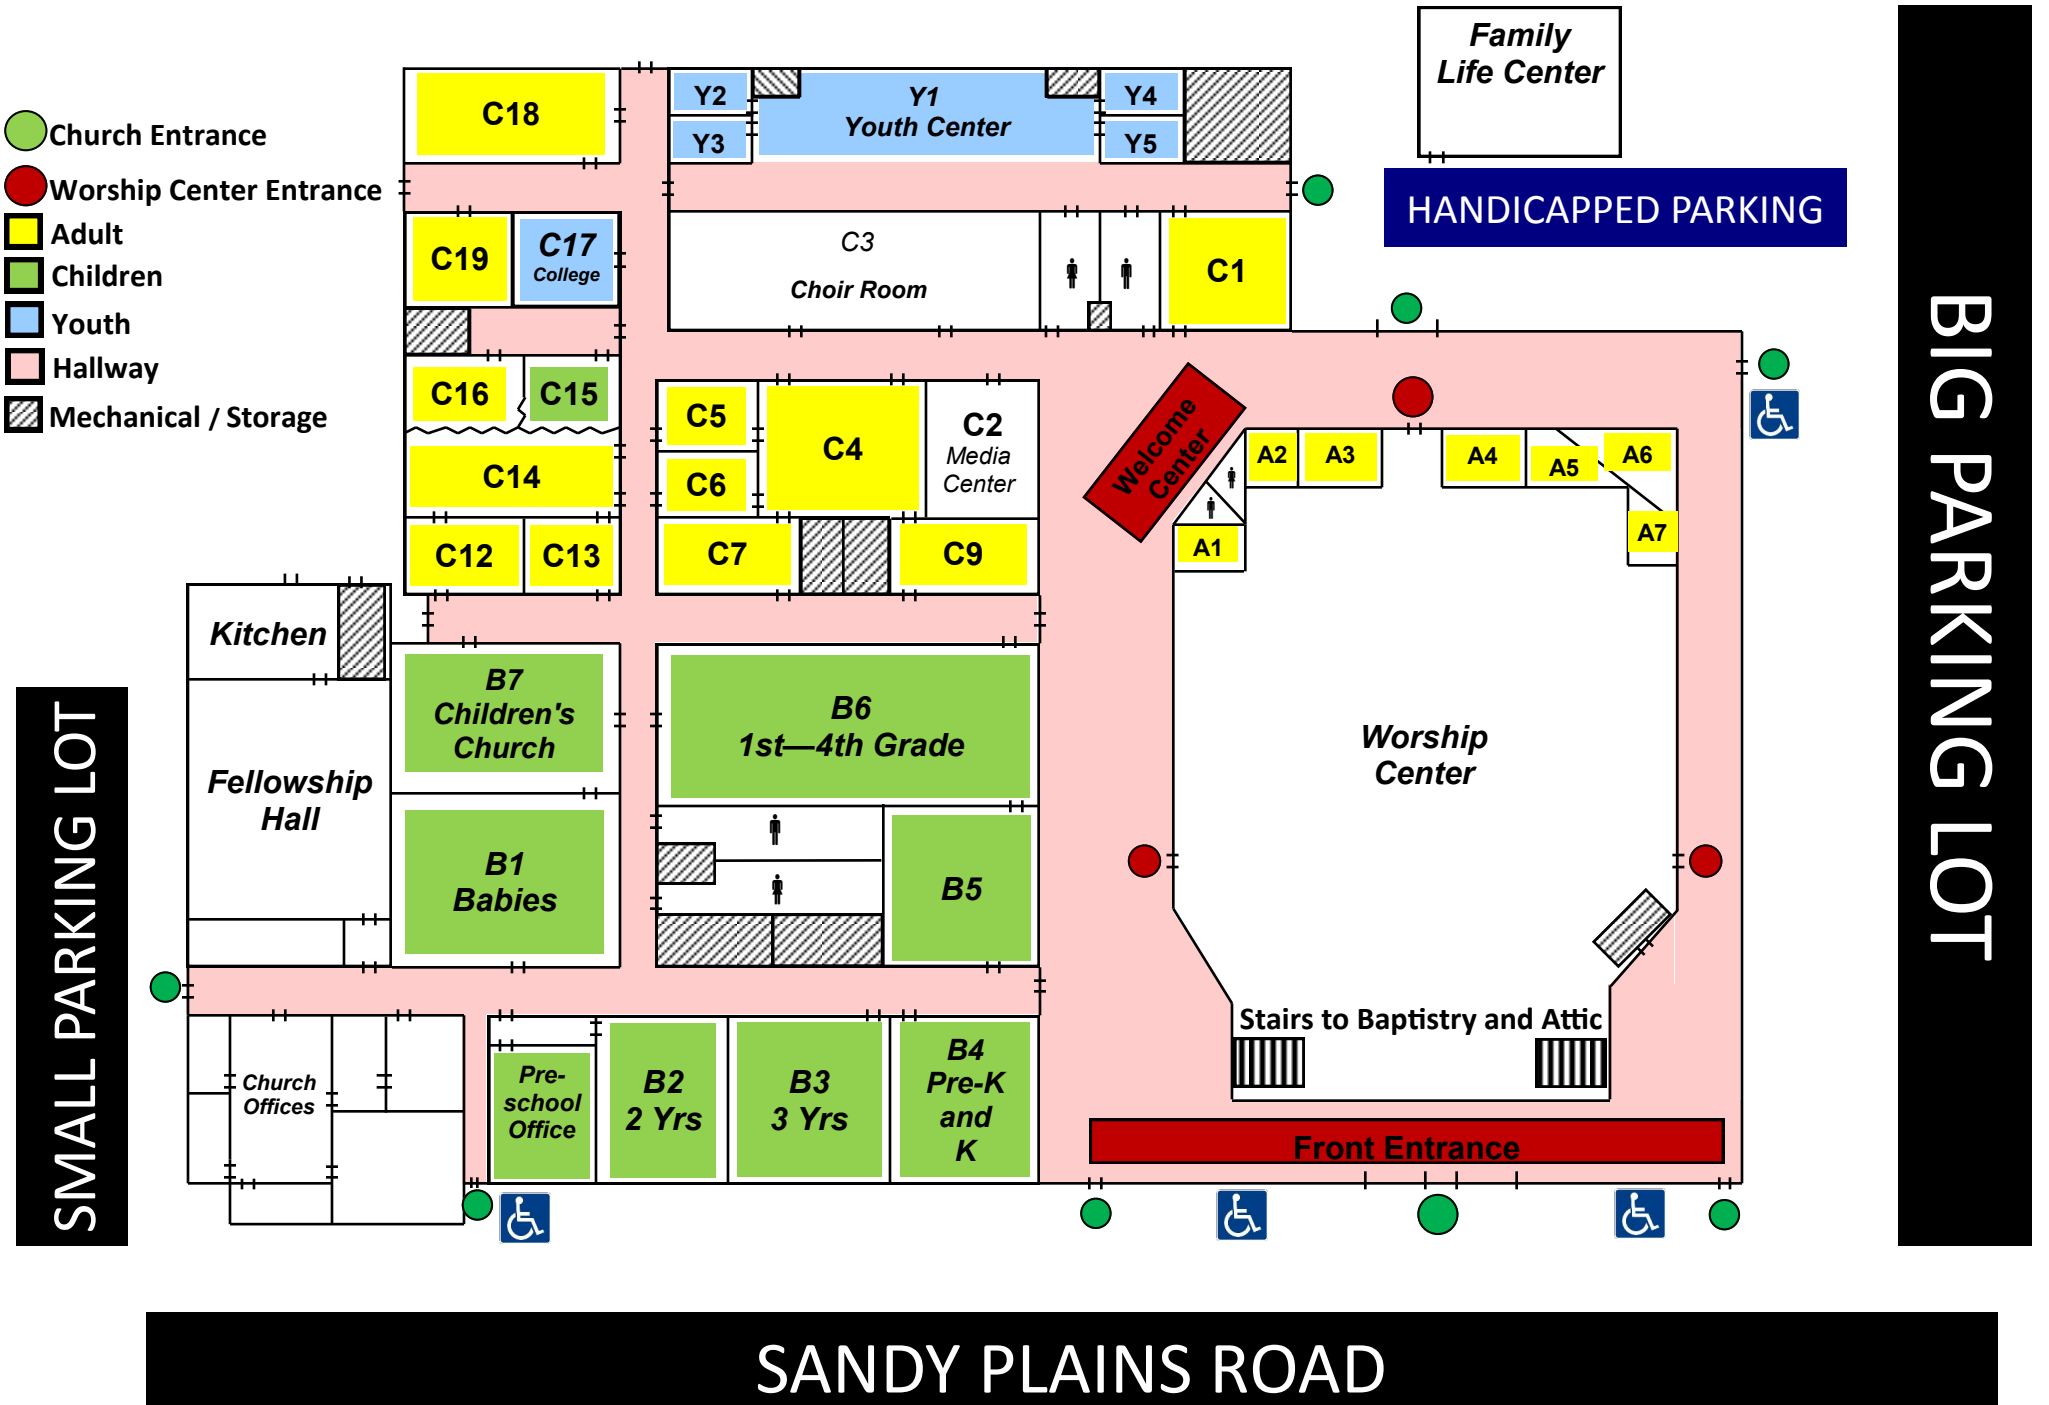 Family
Life Center
HANDICAPPED PARKING
BIG PARKING LOT
Church Entrance
Worship Center Entrance
Adult
Children
Youth
Hallway
Mechanical / Storage
C18
Y2
Y3
Y1
Youth Center
Y4
Y5
C19
C17
College
C3
Choir Room
C1
C16
C15
C14
C12
C13
C5
C6
C4
C2
Media
Center
C7
C9
Welcome
Center
A2
A3
A4
A5
A6
A7
A1
Kitchen
Fellowship
Hall
B7
Children's
Church
B1
Babies
B6
1st—4th Grade
B5
Worship
Center
Stairs to Baptistry and Attic
SMALL PARKING LOT
Church
Offices
Pre-
school
Office
B2
2 Yrs
B3
3 Yrs
B4
Pre-K
and
K
Front Entrance
SANDY PLAINS ROAD